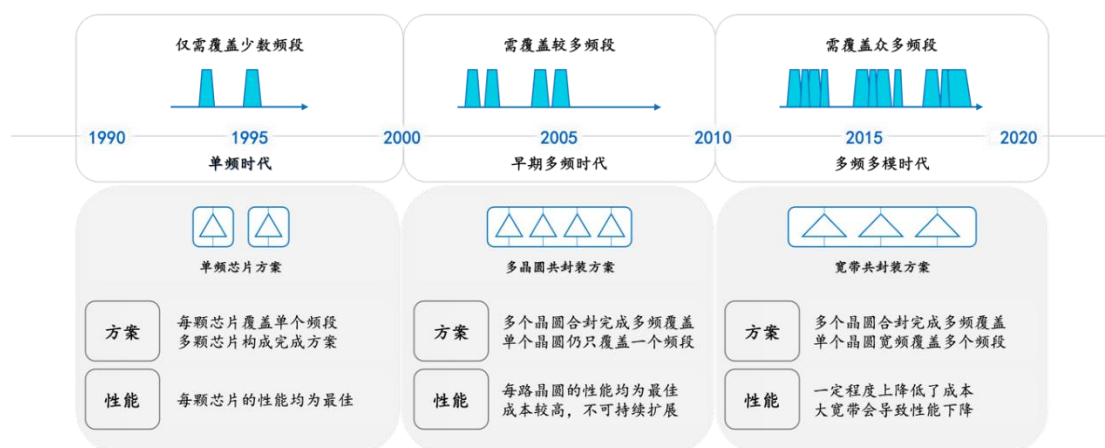 仅需覆盖少数频段
需覆盖较多频段
需覆盖众多频段
1990
1995
2000
2005
2010
2015
2020
单频时代
早期多频时代
多频多模时代
单频芯片方案
多晶圆共封装方案
宽带共封装方案
方案
每颗芯片覆盖单个频段
多颗芯片构成完成方案
方案
多个晶圆合封完成多频覆盖
单个晶圆仍只覆盖一个频段
方案
多个晶圆合封完成多频覆盖
单个晶圆宽频覆盖多个频段
性能
每颗芯片的性能均为最佳
性能
每路晶圆的性能均为最佳
成本较高，不可持续扩展
性能
一定程度上降低了成本
大宽带会导致性能下降